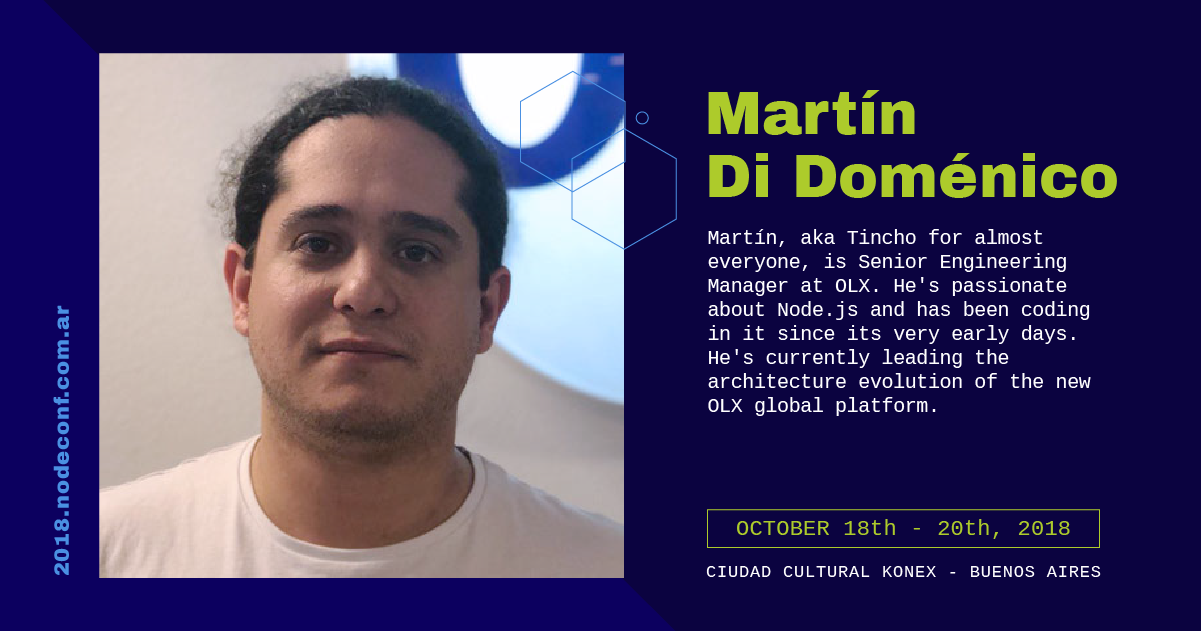 Martín
Di Doménico
Martín, aka Tincho for almost
everyone, is Senior Engineering
Manager at OLX. He's passionate
about Node.js and has been coding
in it since its very early days.
He's currently leading the
architecture evolution of the new
OLX global platform.
OCTOBER 18th - 20th, 2018
CIUDAD CULTURAL KONEX - BUENOS AIRES
2018.nodeconf.com.ar